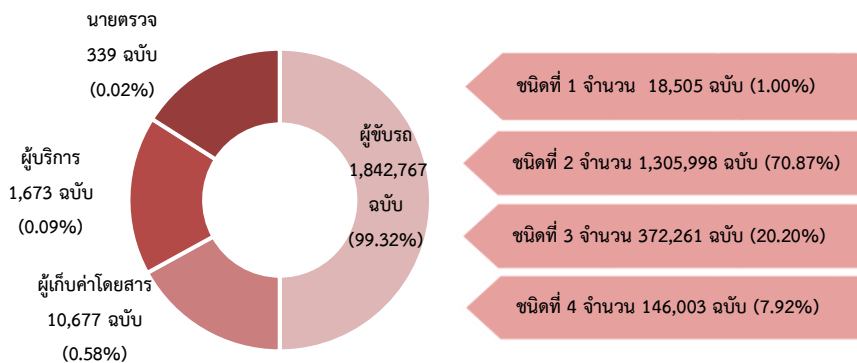 นายตรวจ
339 ฉบับ
(0.02%)
ผู้บริการ
1,673 ฉบับ
(0.09%)
ผู้เก็บค่าโดยสาร
10,677 ฉบับ
(0.58%)
ผู้ขับรถ
1,842,767
ฉบับ
(99.32%)
ชนิดที่ 1 จำนวน 18,505 ฉบับ (1.00%)
ชนิดที่ 2 จำนวน 1,305,998 ฉบับ (70.87%)
ชนิดที่ 3 จำนวน 372,261 ฉบับ (20.20%)
ชนิดที่ 4 จำนวน 146,003 ฉบับ (7.92%)